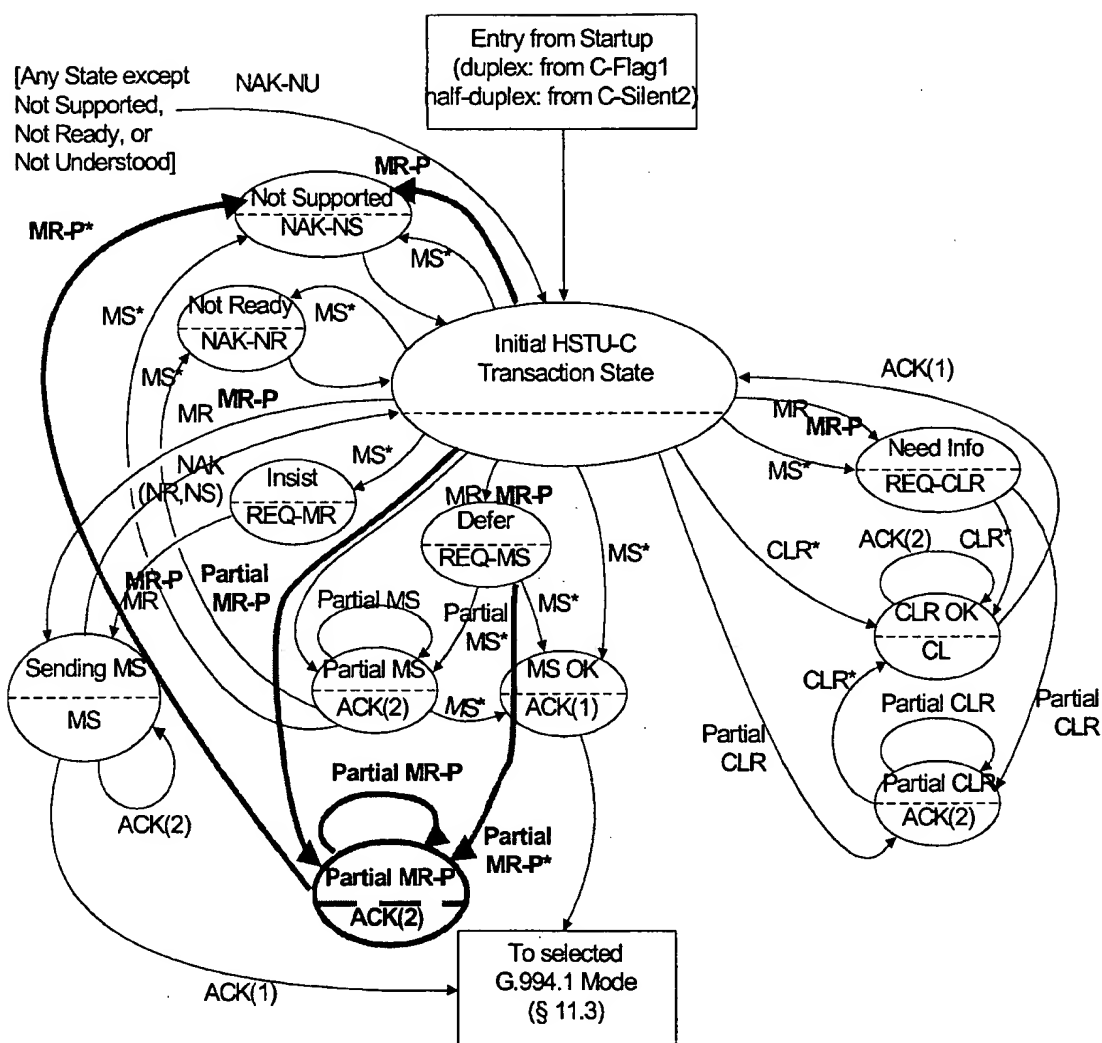 Entry from Startup
(duplex: from C-Flag1
half-duplex: from C-Silent2)
[Any State except
Not Supported,
Not Ready, or
Not Understood]
NAK-NU
MR-P
Not Supported
NAK-NS
MR-P*
MS*
MS*
Not Ready
NAK-NR
MS*
MS*
Initial HSTU-C
Transaction State
ACK(1)
MR MR-P
NAK
(NR,NS)
MS*
Insist
REQ-MR
MR MR-P
Defer
REQ-MS
MR
MR-P
MS*
Need Info
REQ-CLR
CLR*
ACK(2)
CLR*
MS*
MR-P
MR
Partial
MR-P
Partial MS
Partial
MS*
MS*
CLR OK
CL
Sending MS
MS
Partial MS
ACK(2)
MS*
MS OK
ACK(1)
CLR*
Partial CLR
Partial
CLR
Partial
CLR
Partial CLR
ACK(2)
ACK(2)
Partial MR-P
Partial
MR-P*
Partial MR-P
ACK(2)
ACK(1)
To selected
G.994.1 Mode
(§ 11.3)